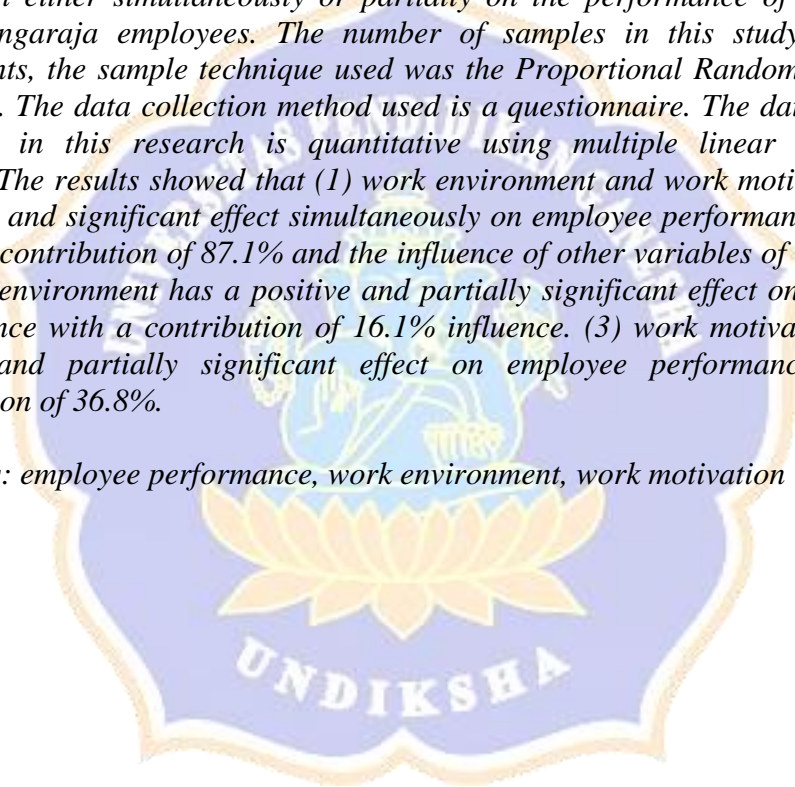 either simultaneously or partially on the performance of
ngaraja employees. The number of samples in this study
nts, the sample technique used was the Proportional Random
. The data collection method used is a questionnaire. The dat
in this research is quantitative using multiple linear
The results showed that (1) work environment and work moti
and significant effect simultaneously on employee performan
contribution of 87.1% and the influence of other variables of
environment has a positive and partially significant effect on
nce with a contribution of 16.1% influence. (3) work motiva
and partially significant effect on employee performanc
on of 36.8%.
: employee performance, work environment, work motivation
UNIVERSITAS PENDIDIKAN GANESHA
UNDIKSHA